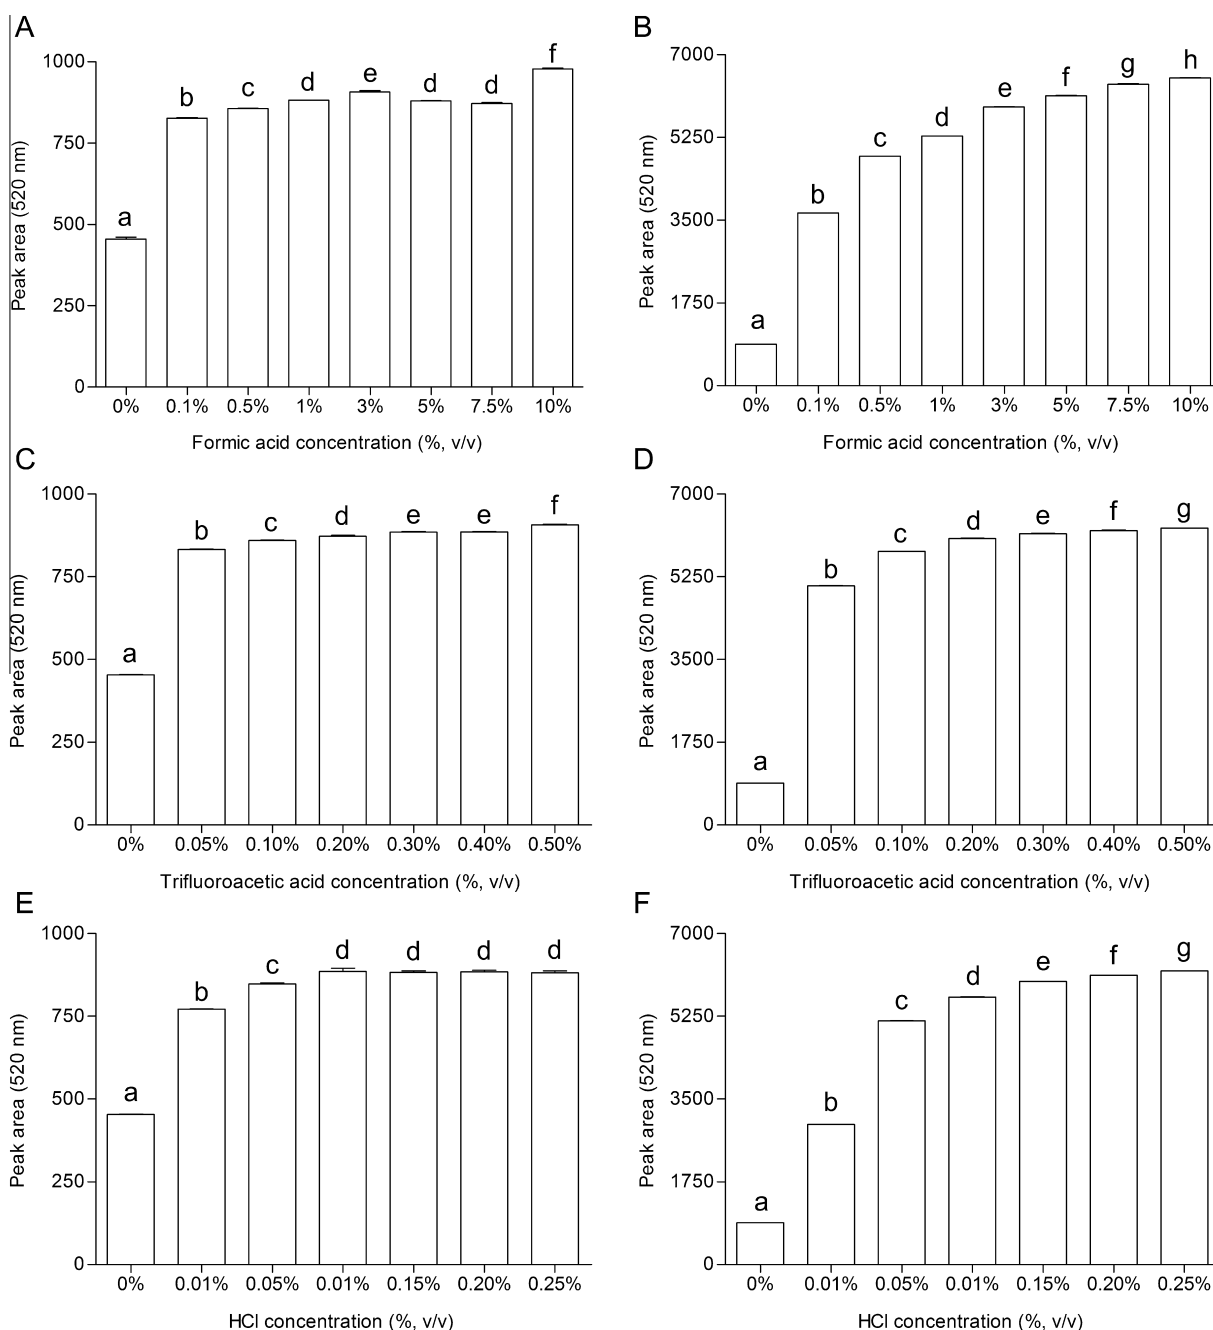 A
Peak area (520 nm)
1000
750
500
250
0
a
b
c
d
e
d
d
f
0%
0.1%
0.5%
1%
3%
5%
7.5%
10%
Formic acid concentration (%, v/v)
B
Peak area (520 nm)
7000
5250
3500
1750
0
a
b
c
d
e
f
g
h
0%
0.1%
0.5%
1%
3%
5%
7.5%
10%
Formic acid concentration (%, v/v)
C
Peak area (520 nm)
1000
750
500
250
0
a
b
c
d
e
e
f
0%
0.05%
0.10%
0.20%
0.30%
0.40%
0.50%
Trifluoroacetic acid concentration (%, v/v)
D
Peak area (520 nm)
7000
5250
3500
1750
0
a
b
c
d
e
f
g
0%
0.05%
0.10%
0.20%
0.30%
0.40%
0.50%
Trifluoroacetic acid concentration (%, v/v)
E
Peak area (520 nm)
1000
750
500
250
0
a
b
c
d
d
d
d
0%
0.01%
0.05%
0.01%
0.15%
0.20%
0.25%
HCl concentration (%, v/v)
F
Peak area (520 nm)
7000
5250
3500
1750
0
a
b
c
d
e
f
g
0%
0.01%
0.05%
0.01%
0.15%
0.20%
0.25%
HCl concentration (%, v/v)